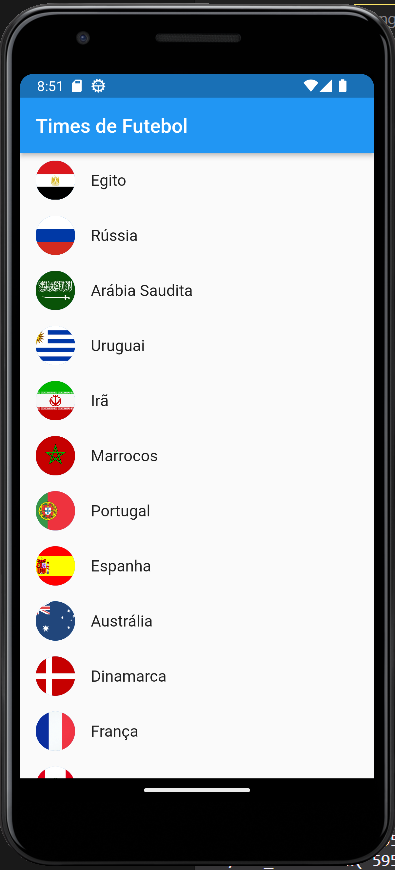 8:51
Times de Futebol
Egito
Rússia
Arábia Saudita
Uruguai
Irã
Marrocos
Portugal
Espanha
Austrália
Dinamarca
França